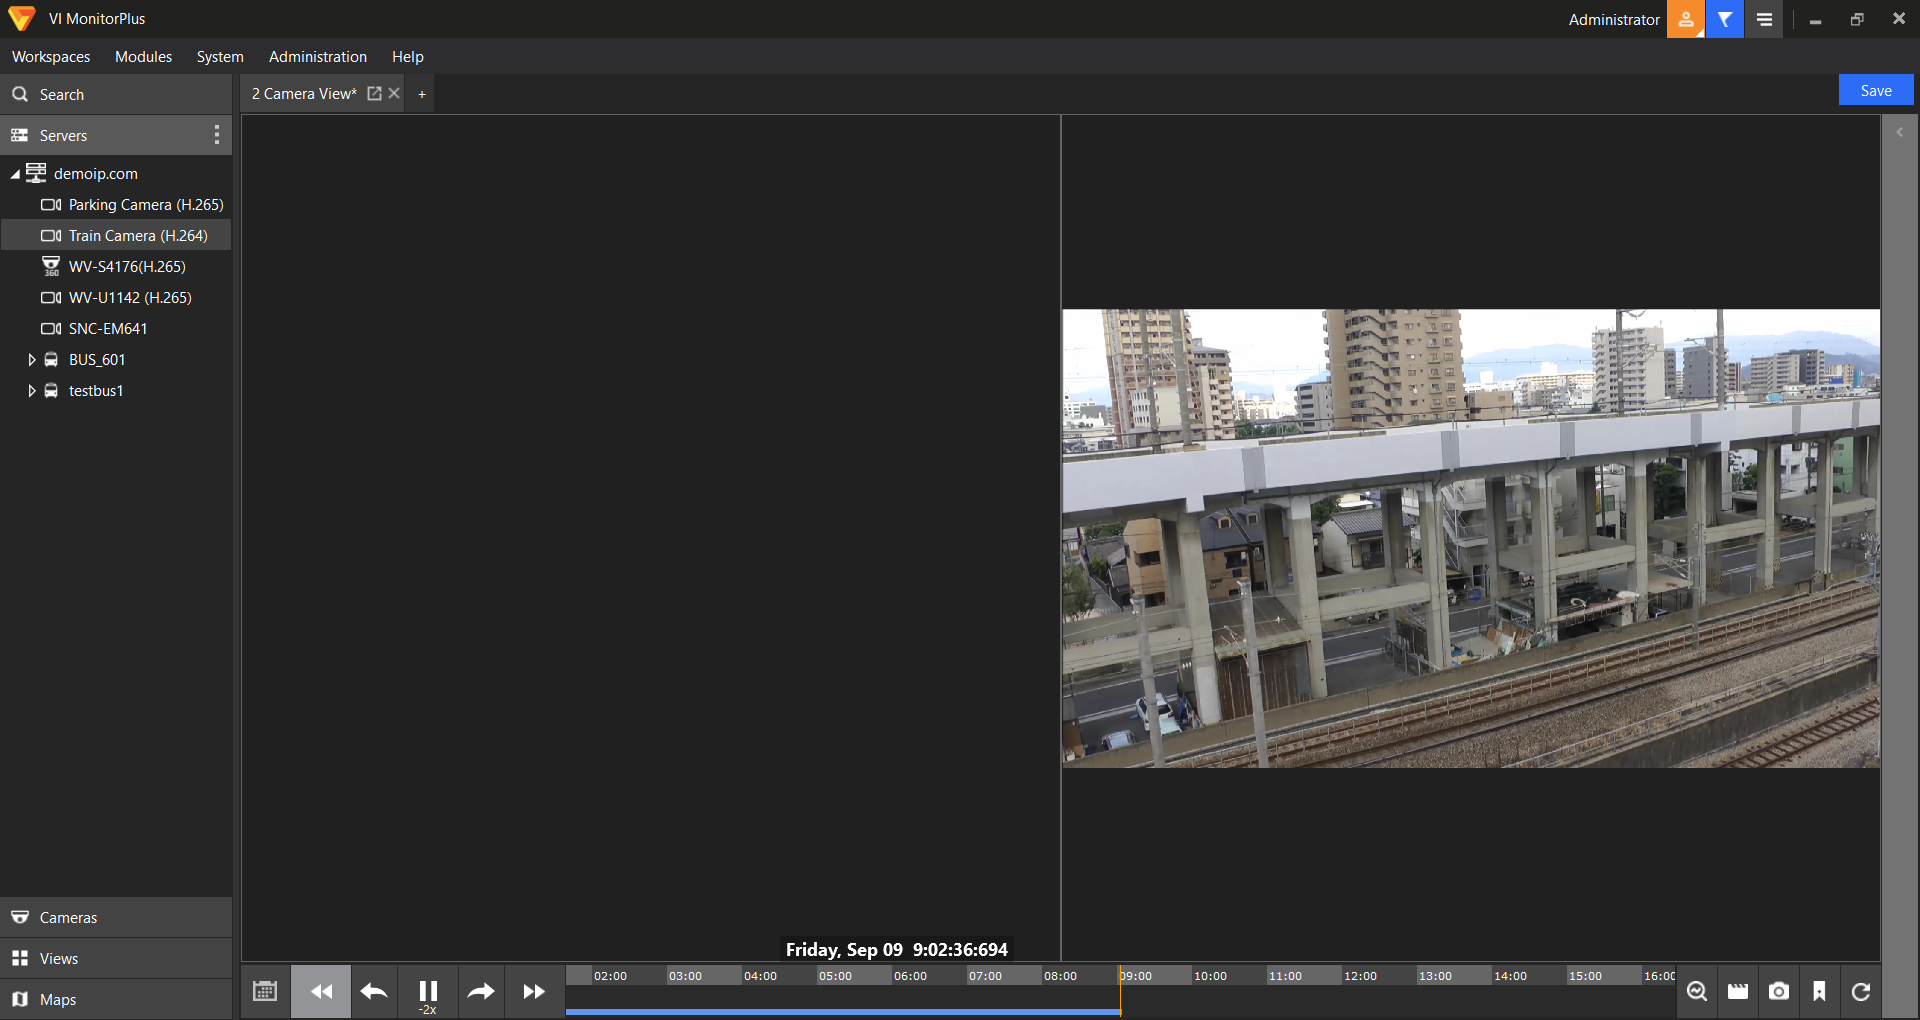 VI MonitorPlus
Administrator
Workspaces Modules System Administration Help
Search
2 Camera View* +
Save
Servers
demoip.com
Parking Camera (H.265)
Train Camera (H.264)
360 WV-S4176(H.265)
WV-U1142 (H.265)
SNC-EM641
BUS_601
testbus1
Cameras
Views
Maps
Friday, Sep 09 9:02:36:694
02:00 03:00 04:00 05:00 06:00 07:00 08:00 09:00 10:00 11:00 12:00 13:00 14:00 15:00 16:00
-2x